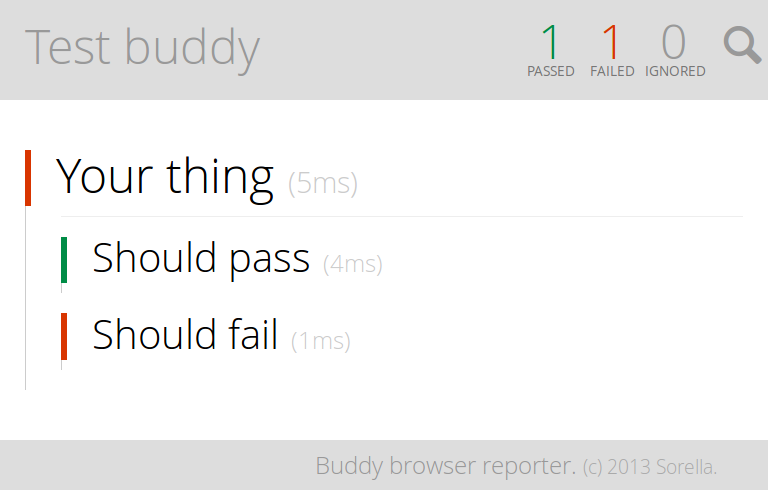 Test buddy
1 1 0
PASSED FAILED IGNORED
Your thing (5ms)
Should pass (4ms)
Should fail (1ms)
Buddy browser reporter. (c) 2013 Sorella.